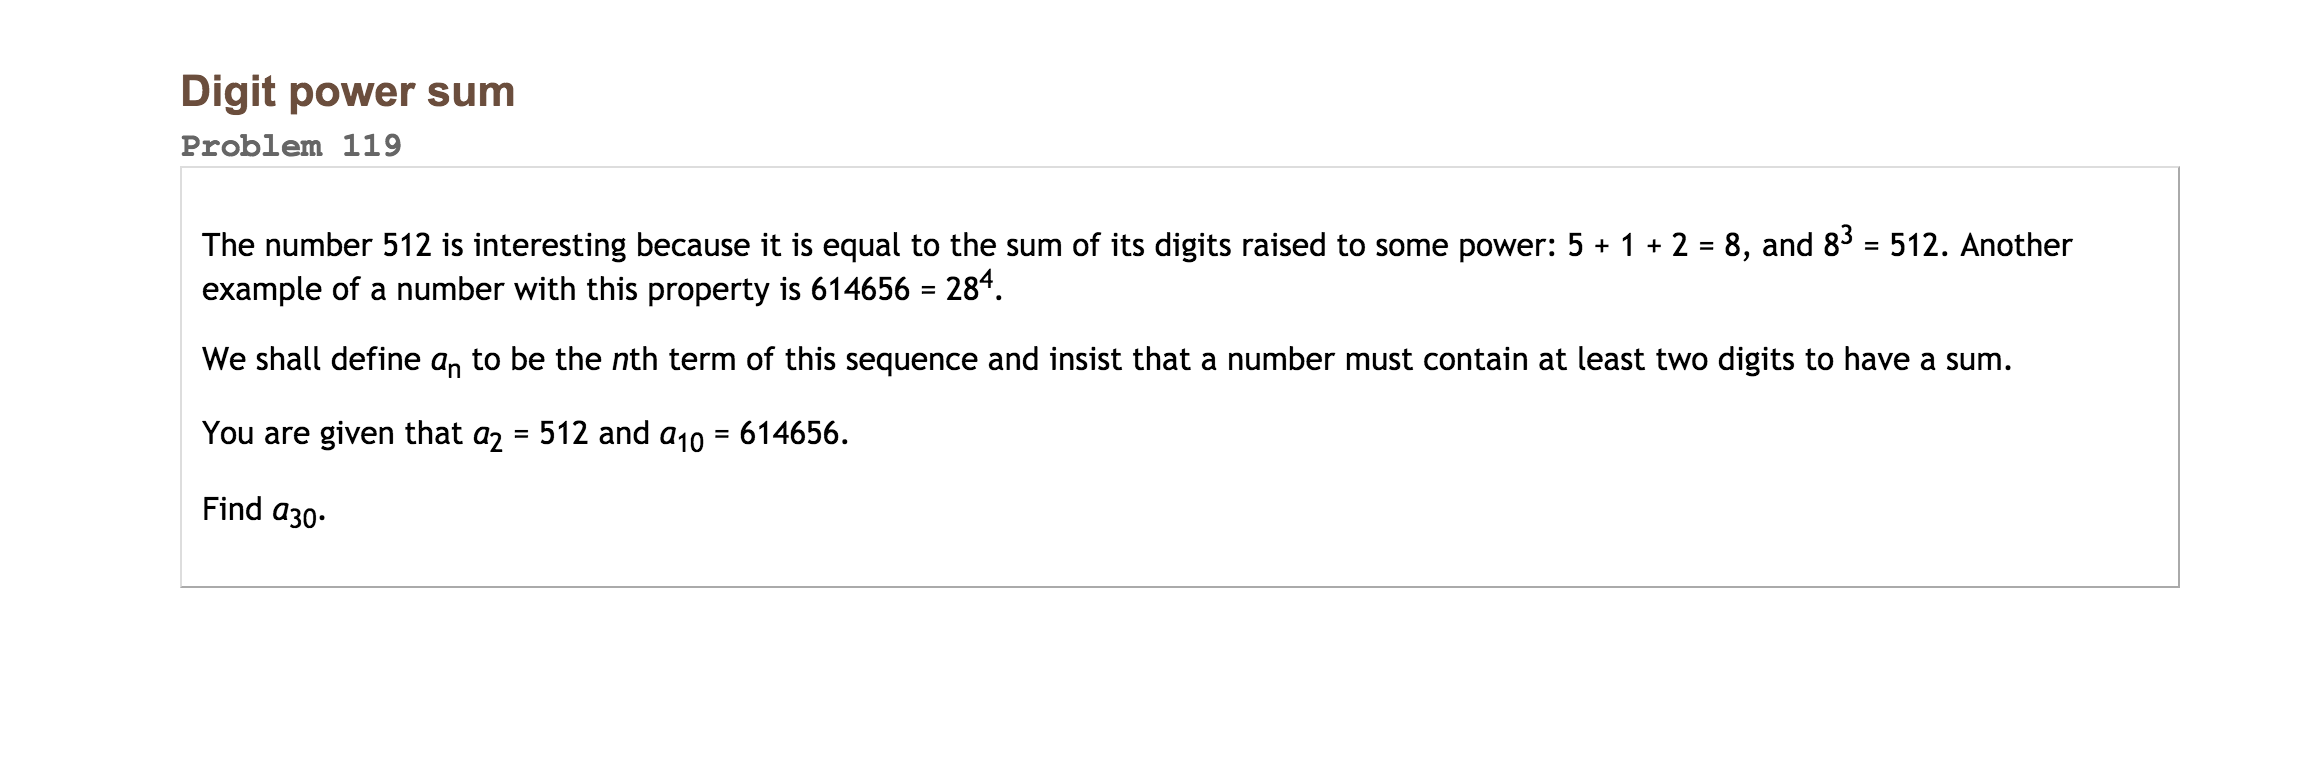 Digit power sum
Problem 119
The number 512 is interesting because it is equal to the sum of its digits raised to some power: 5 + 1 + 2 = 8, and 8³ = 512. Another
example of a number with this property is 614656 = 28⁴.
We shall define aₙ to be the nth term of this sequence and insist that a number must contain at least two digits to have a sum.
You are given that a₂ = 512 and a₁₀ = 614656.
Find a₃₀.